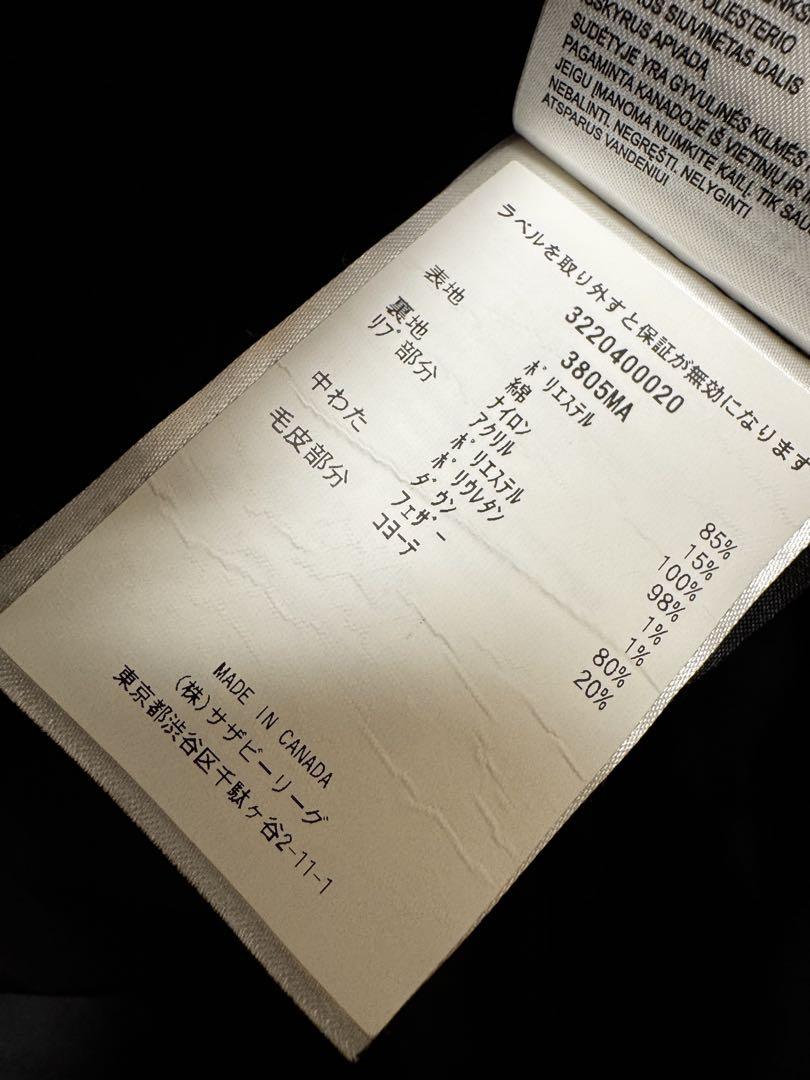 OLIESTERIO
US SIUVINĖTAS DALIS
IŠSKYRUS APVADĄ
SUDĖTYJE YRA GYVULINĖS KILMĖS
PAGAMINTA KANADOJE IŠ VIETINIŲ IR
JEIGU ĮMANOMA NUIMKITE KAILĮ. TIK SAU
NEBALINTI, NEGRĘŠTI, NELYGINTI
ATSPARUS VANDENIUI
ラベルを取り外すと保証が無効になります
3220400020
3805MA
表地 ポリエステル 85%
綿 15%
裏地 ナイロン 100%
リブ部分 アクリル 98%
ポリエステル 1%
ポリウレタン 1%
中わた ダウン 80%
フェザー 20%
毛皮部分 コヨーテ
MADE IN CANADA
(株)サザビーリーグ
東京都渋谷区千駄ヶ谷2-11-1